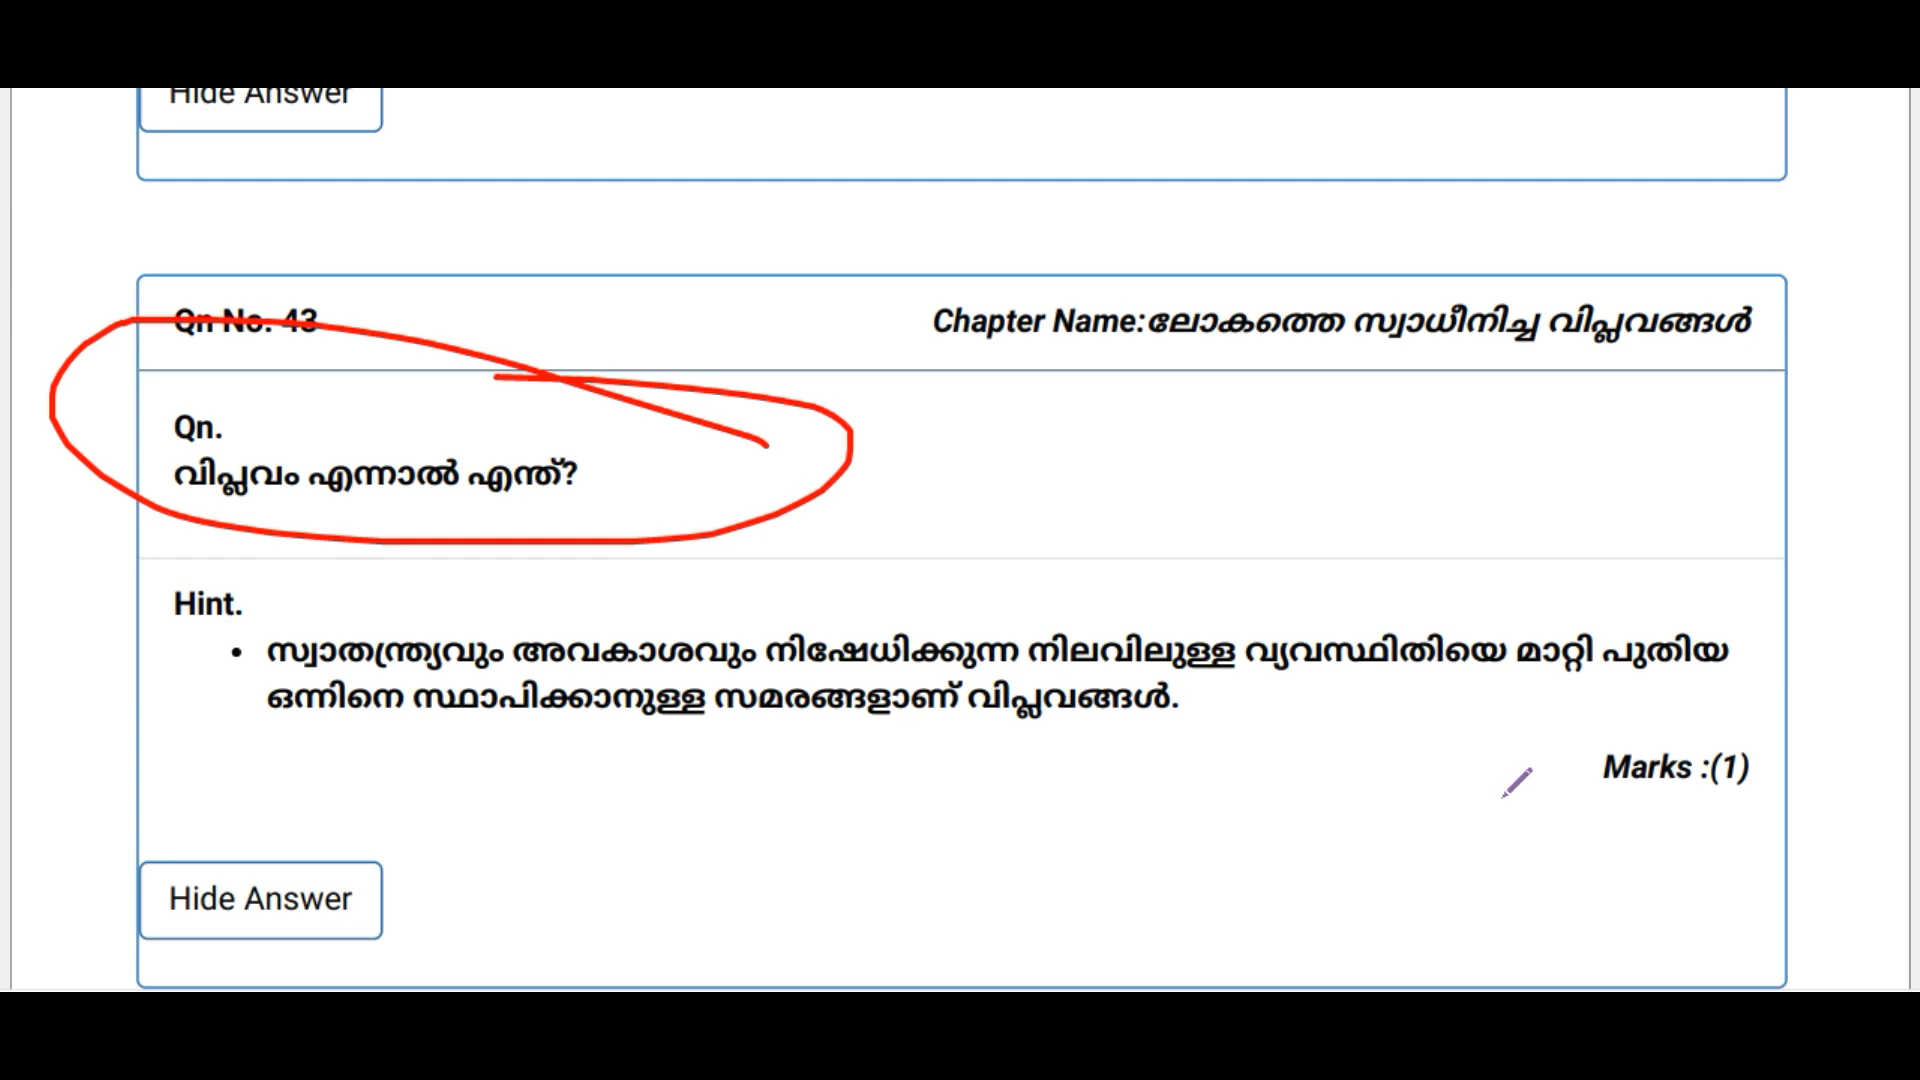 Hide Answer
Qn No. 43
Chapter Name:ലോകത്തെ സ്വാധീനിച്ച വിപ്ലവങ്ങൾ
Qn.
വിപ്ലവം എന്നാൽ എന്ത്?
Hint.
• സ്വാതന്ത്ര്യവും അവകാശവും നിഷേധിക്കുന്ന നിലവിലുള്ള വ്യവസ്ഥിതിയെ മാറ്റി പുതിയ
ഒന്നിനെ സ്ഥാപിക്കാനുള്ള സമരങ്ങളാണ് വിപ്ലവങ്ങൾ.
Marks :(1)
Hide Answer